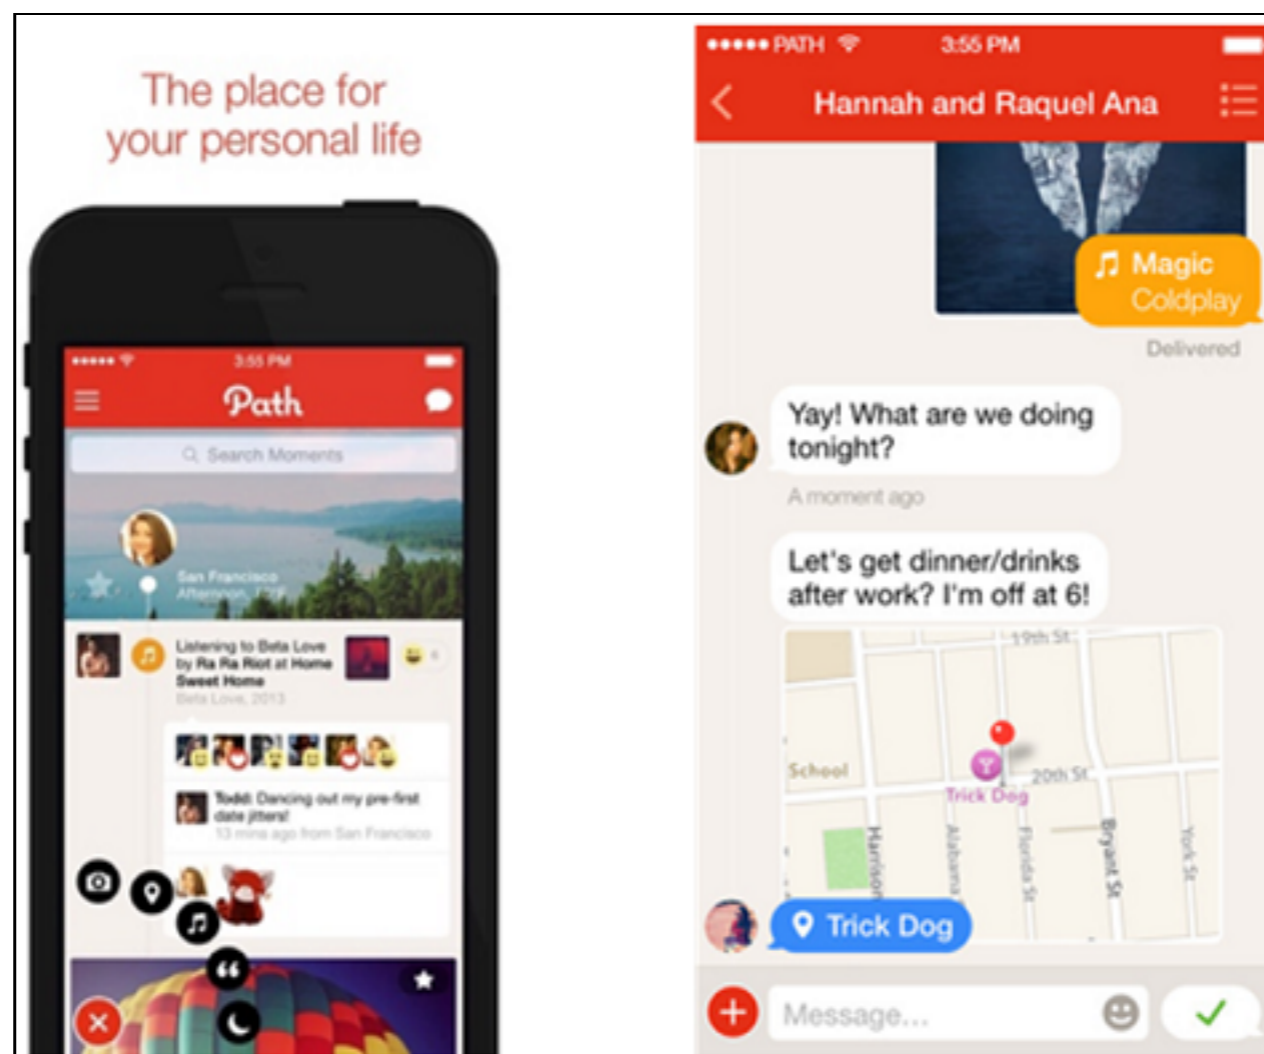 The place for
your personal life
3:55 PM
Path
Search Moments
San Francisco
Afternoon,
Listening to Beta Love
by Ra Ra Riot at Home
Sweet Home
Beta Love, 2013
6
Todd: Dancing out my pre-first
date jitters!
13 mins ago from San Francisco
PATH
3:55 PM
Hannah and Raquel Ana
Magic
Coldplay
Delivered
Yay! What are we doing
tonight?
A moment ago
Let's get dinner/drinks
after work? I'm off at 6!
19th St
School
20th St
Trick Dog
Harrison
Alabama
Florida St
Bryant St
York St
Trick Dog
Message...